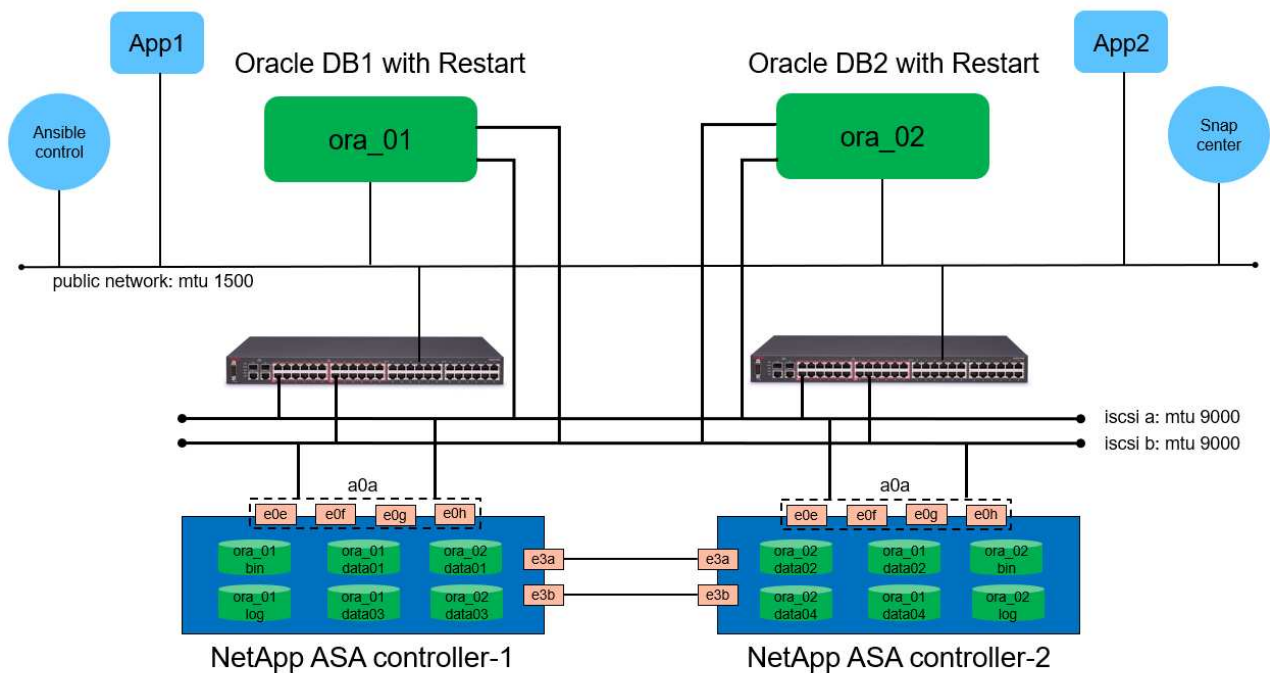 App1
App2
Oracle DB1 with Restart
Oracle DB2 with Restart
Ansible
control
ora_01
ora_02
Snap
center
public network: mtu 1500
iscsi a: mtu 9000
iscsi b: mtu 9000
a0a
a0a
e0e
e0f
e0g
e0h
e0e
e0f
e0g
e0h
ora_01
bin
ora_01
data01
ora_02
data01
e3a
e3a
ora_02
data02
ora_01
data02
ora_02
bin
ora_01
log
ora_01
data03
ora_02
data03
e3b
e3b
ora_02
data04
ora_01
data04
ora_02
log
NetApp ASA controller-1
NetApp ASA controller-2